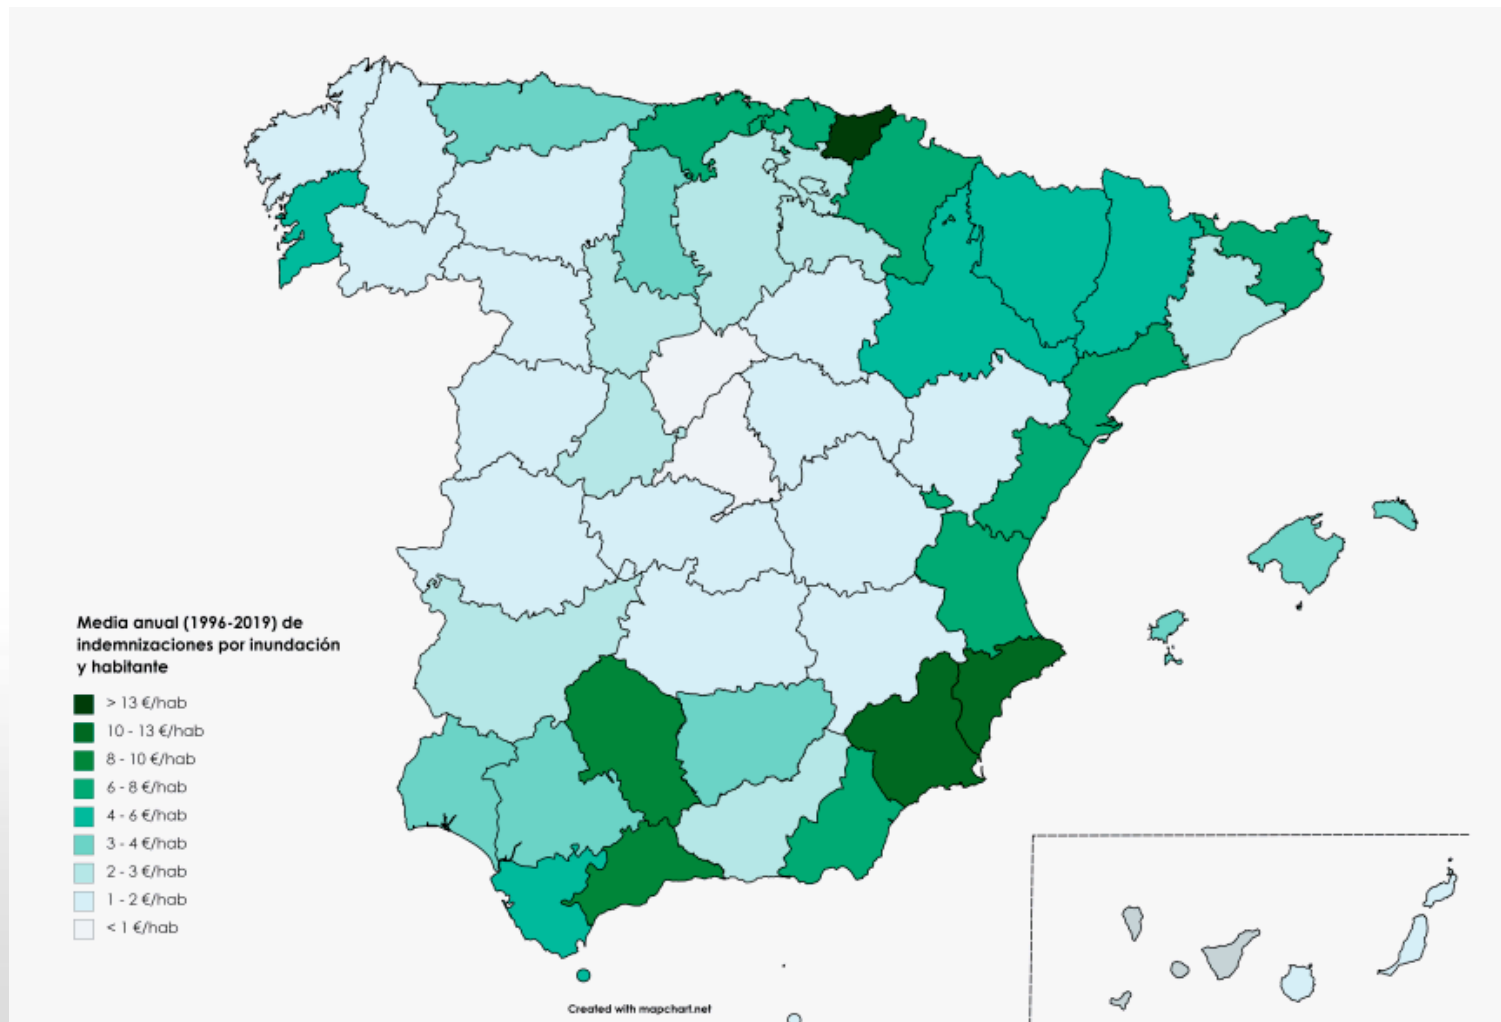 Media anual (1996-2019) de
indemnizaciones por inundación
y habitante
> 13 €/hab
10 - 13 €/hab
8 - 10 €/hab
6 - 8 €/hab
4 - 6 €/hab
3 - 4 €/hab
2 - 3 €/hab
1 - 2 €/hab
< 1 €/hab
Created with mapchart.net